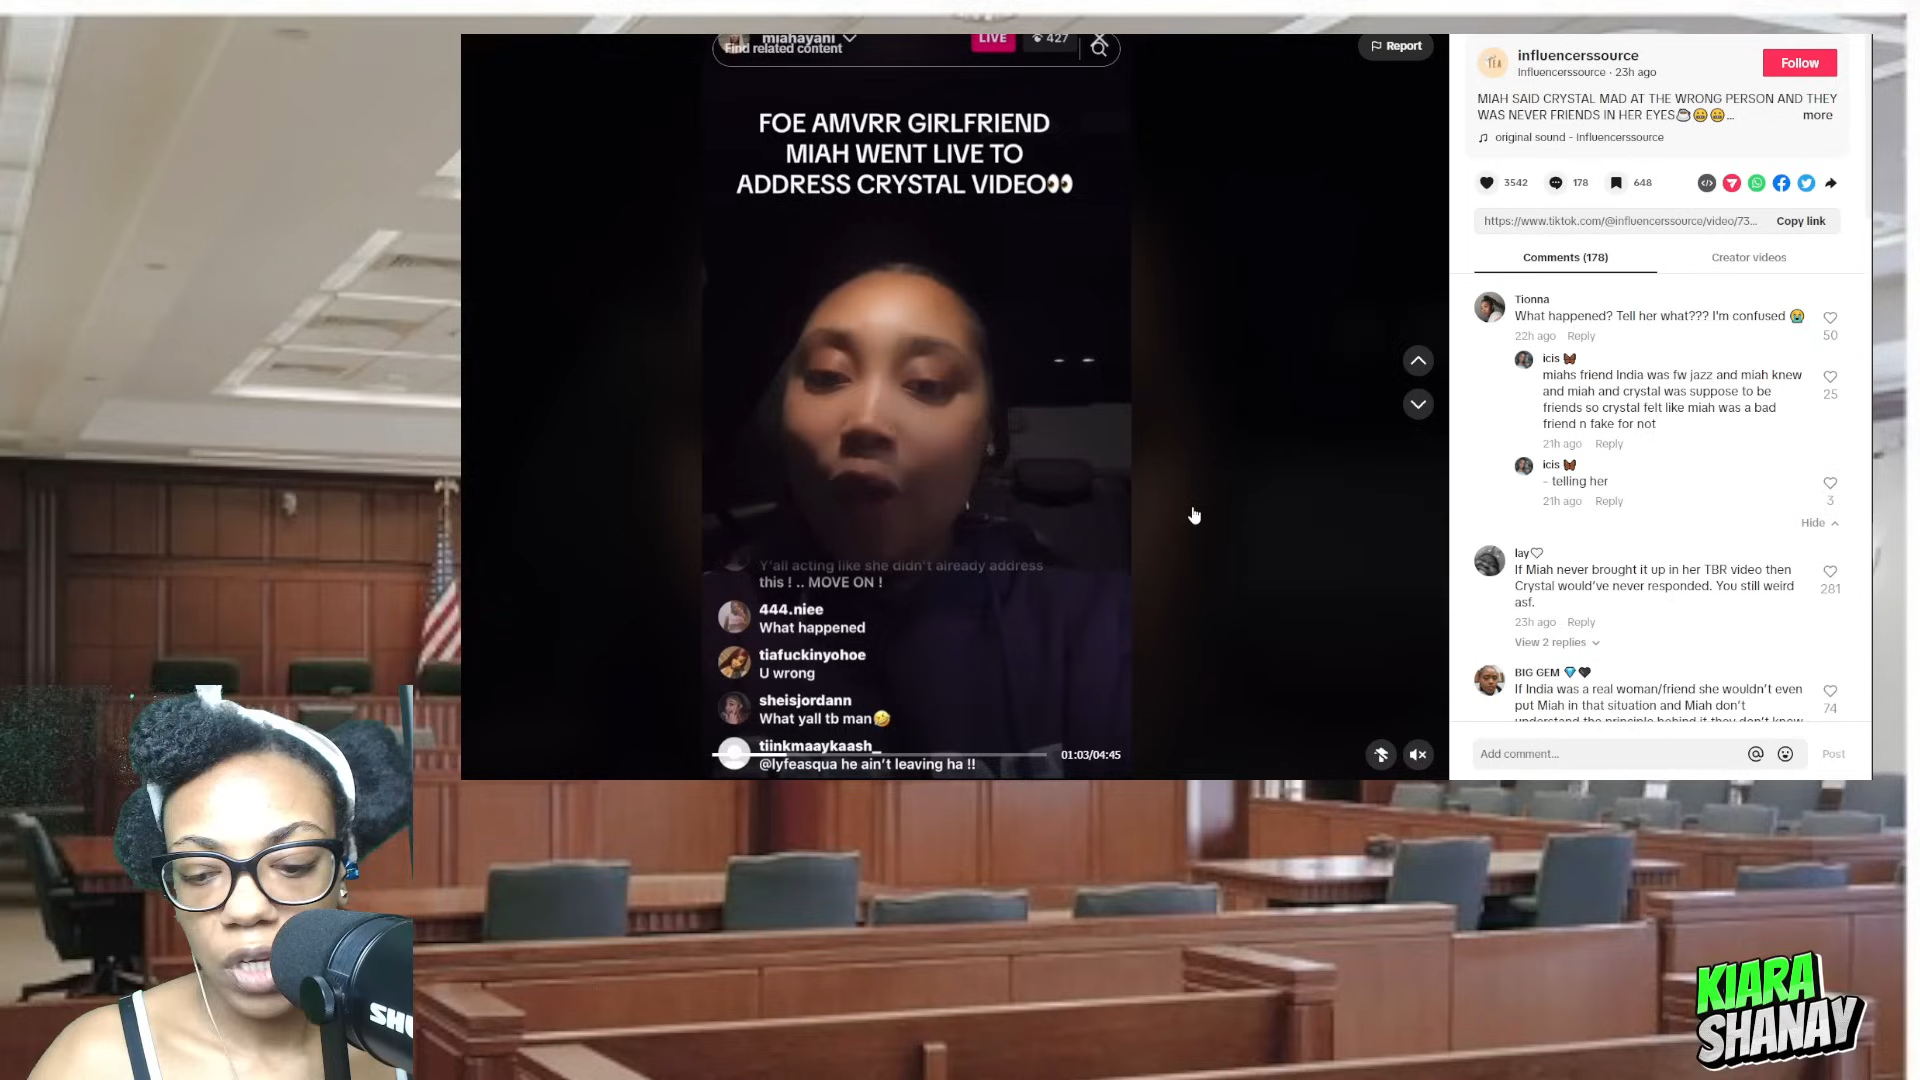 miahayani
Find related content
LIVE
427
Report
FOE AMVRR GIRLFRIEND
MIAH WENT LIVE TO
ADDRESS CRYSTAL VIDEO👀
Y'all acting like she didn't already address
this ! .. MOVE ON !
444.niee
What happened
tiafuckinyohoe
U wrong
sheisjordann
What yall tb man🤣
tiinkmaaykaash_
@lyfeasqua he ain't leaving ha !!
01:03/04:45
TEA
influencerssource
Influencerssource · 23h ago
Follow
MIAH SAID CRYSTAL MAD AT THE WRONG PERSON AND THEY
WAS NEVER FRIENDS IN HER EYES☕😬😬...
more
♫ original sound - Influencerssource
3542
178
648
https://www.tiktok.com/@influencerssource/video/73...
Copy link
Comments (178)
Creator videos
Tionna
What happened? Tell her what??? I'm confused 😭
22h ago Reply
50
icis 🦋
miahs friend India was fw jazz and miah knew
and miah and crystal was suppose to be
friends so crystal felt like miah was a bad
friend n fake for not
21h ago Reply
25
icis 🦋
- telling her
21h ago Reply
3
Hide
lay♡
If Miah never brought it up in her TBR video then
Crystal would've never responded. You still weird
asf.
23h ago Reply
281
View 2 replies
BIG GEM 💎🖤
If India was a real woman/friend she wouldn't even
put Miah in that situation and Miah don't
understand the principle behind it they don't know
74
Add comment...
Post
SHU
KIARA
SHANAY